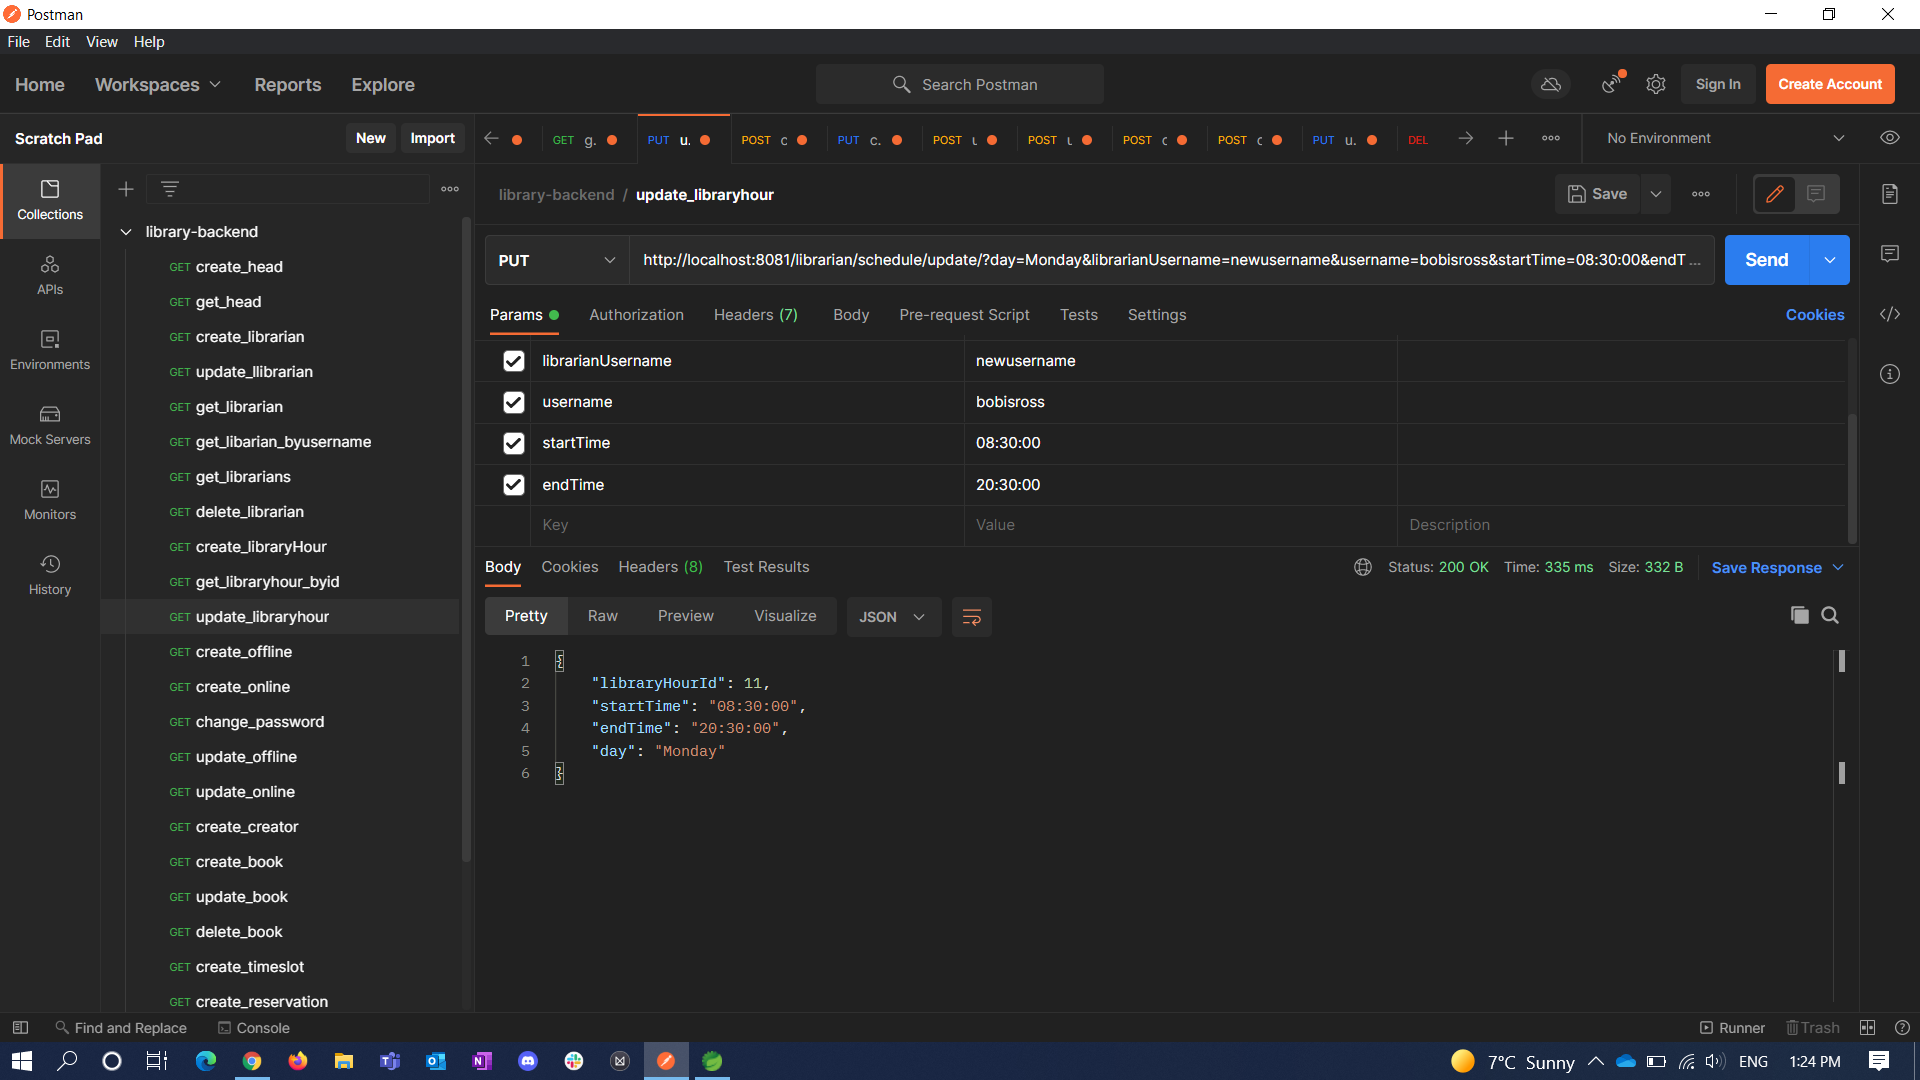 Postman
File Edit View Help
Home Workspaces Reports Explore Search Postman Sign In Create Account
Scratch Pad New Import GET g. PUT u. POST c PUT c. POST POST POST c POST c PUT u. DEL No Environment
Collections
APIs
Environments
Mock Servers
Monitors
History
library-backend
GET create_head
GET get_head
GET create_librarian
GET update_llibrarian
GET get_librarian
GET get_libarian_byusername
GET get_librarians
GET delete_librarian
GET create_libraryHour
GET get_libraryhour_byid
GET update_libraryhour
GET create_offline
GET create_online
GET change_password
GET update_offline
GET update_online
GET create_creator
GET create_book
GET update_book
GET delete_book
GET create_timeslot
GET create_reservation
library-backend / update_libraryhour Save
PUT http://localhost:8081/librarian/schedule/update/?day=Monday&librarianUsername=newusername&username=bobisross&startTime=08:30:00&endT... Send
Params Authorization Headers (7) Body Pre-request Script Tests Settings Cookies
librarianUsername newusername
username bobisross
startTime 08:30:00
endTime 20:30:00
Key Value Description
Body Cookies Headers (8) Test Results Status: 200 OK Time: 335 ms Size: 332 B Save Response
Pretty Raw Preview Visualize JSON
1 {
2 "libraryHourId": 11,
3 "startTime": "08:30:00",
4 "endTime": "20:30:00",
5 "day": "Monday"
6 }
Find and Replace Console Runner Trash
7°C Sunny ENG 1:24 PM